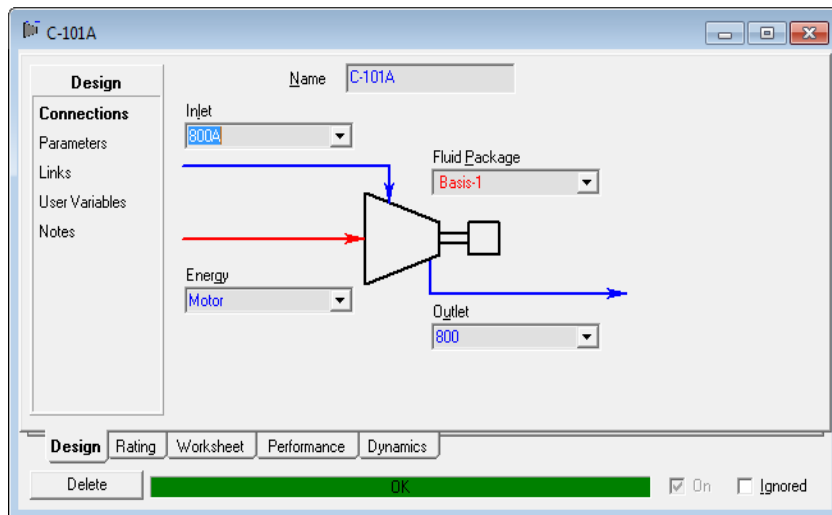 C-101A
Design
Connections
Parameters
Links
User Variables
Notes
Name C-101A
Inlet
800A
Fluid Package
Basis-1
Energy
Motor
Outlet
800
Design Rating Worksheet Performance Dynamics
Delete OK On Ignored